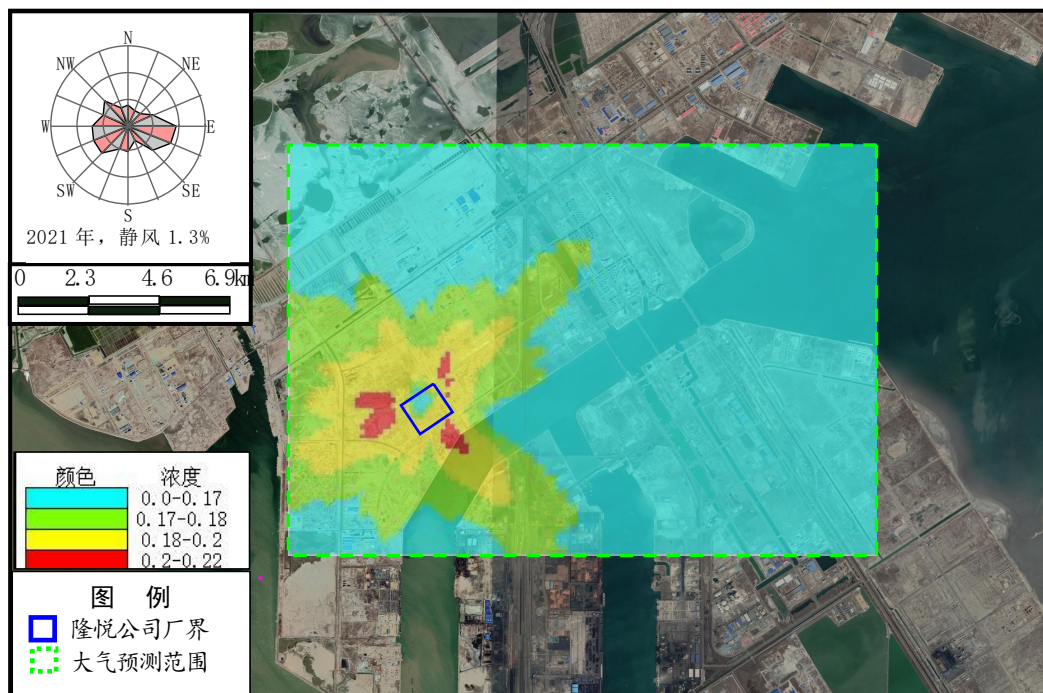 N
NW
NE
W
E
SW
SE
S
2021 年，静风 1.3%
0 2.3 4.6 6.9km
颜色 浓度
0.0-0.17
0.17-0.18
0.18-0.2
0.2-0.22
图 例
隆悦公司厂界
大气预测范围